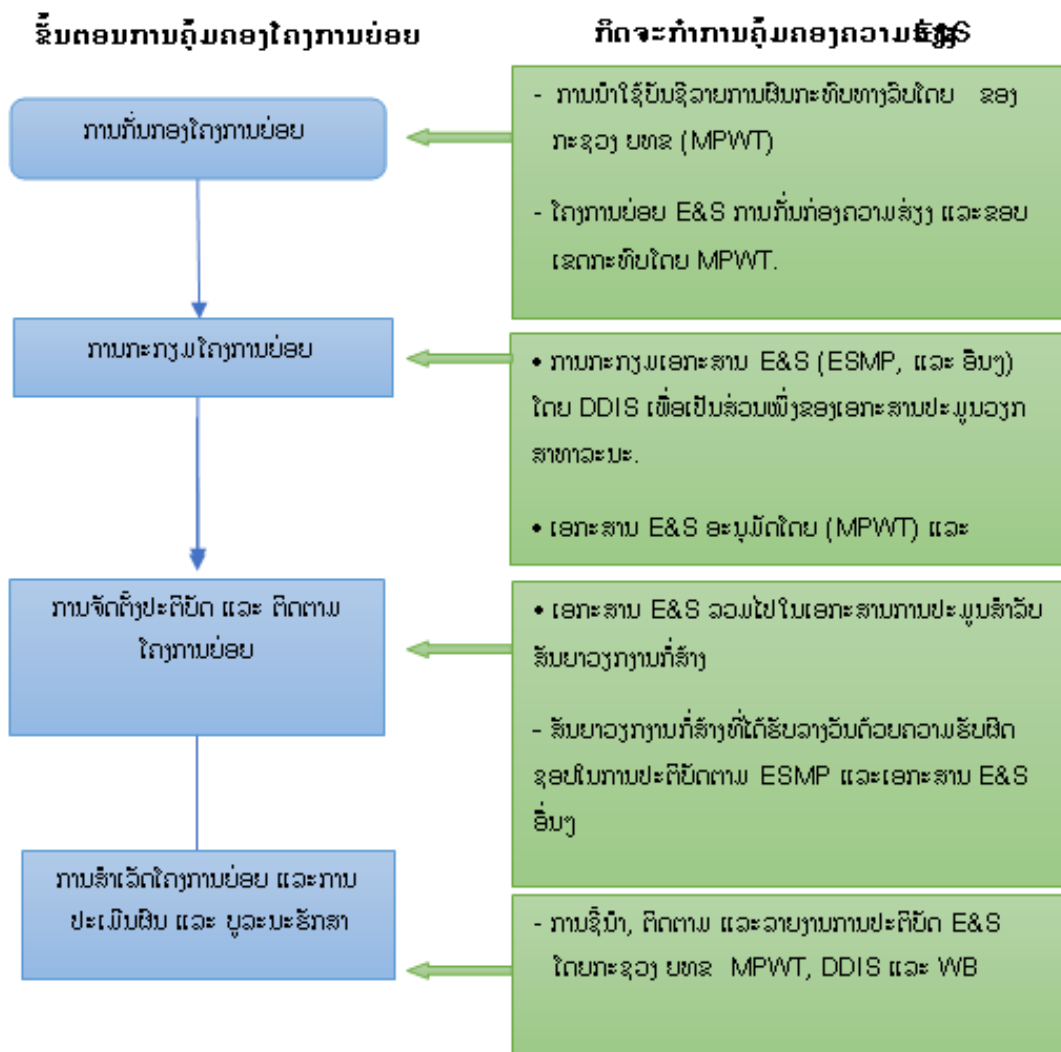 ຂັ້ນຕອນການຄຸ້ມຄອງໂຄງການຍ່ອຍ
ກິດຈະກຳການຄຸ້ມຄອງຄວາມສ່ຽງ E&S
ການກັ່ນກອງໂຄງການຍ່ອຍ
- ການນຳໃຊ້ບັນຊີລາຍການຜົນກະທົບທາງລົບໂດຍ ຂອງ
ກະຊວງ ຍທຂ (MPWT)
- ໂຄງການຍ່ອຍ E&S ການກັ່ນກ່ອງຄວາມສ່ຽງ ແລະຂອບ
ເຂດກະທົບໂດຍ MPWT.
ການກະກຽມໂຄງການຍ່ອຍ
• ການກະກຽມເອກະສານ E&S (ESMP, ແລະ ອື່ນໆ)
ໂດຍ DDIS ເພື່ອເປັນສ່ວນໜຶ່ງຂອງເອກະສານປະມູນວຽກ
ສາທາລະນະ.
• ເອກະສານ E&S ອະນຸມັດໂດຍ (MPWT) ແລະ
ການຈັດຕັ້ງປະຕິບັດ ແລະ ຕິດຕາມ
ໂຄງການຍ່ອຍ
• ເອກະສານ E&S ລວມໄປໃນເອກະສານການປະມູນສຳລັບ
ສັນຍາວຽກງານກໍ່ສ້າງ
- ສັນຍາວຽກງານກໍ່ສ້າງທີ່ໄດ້ຮັບລາງວັນດ້ວຍຄວາມຮັບຜິດ
ຊອບໃນການປະຕິບັດຕາມ ESMP ແລະເອກະສານ E&S
ອື່ນໆ
ການສຳເລັດໂຄງການຍ່ອຍ ແລະການ
ປະເມີນຜົນ ແລະ ບູລະນະຮັກສາ
- ການຊີ້ນຳ, ຕິດຕາມ ແລະລາຍງານການປະຕິບັດ E&S
ໂດຍກະຊວງ ຍທຂ MPWT, DDIS ແລະ WB